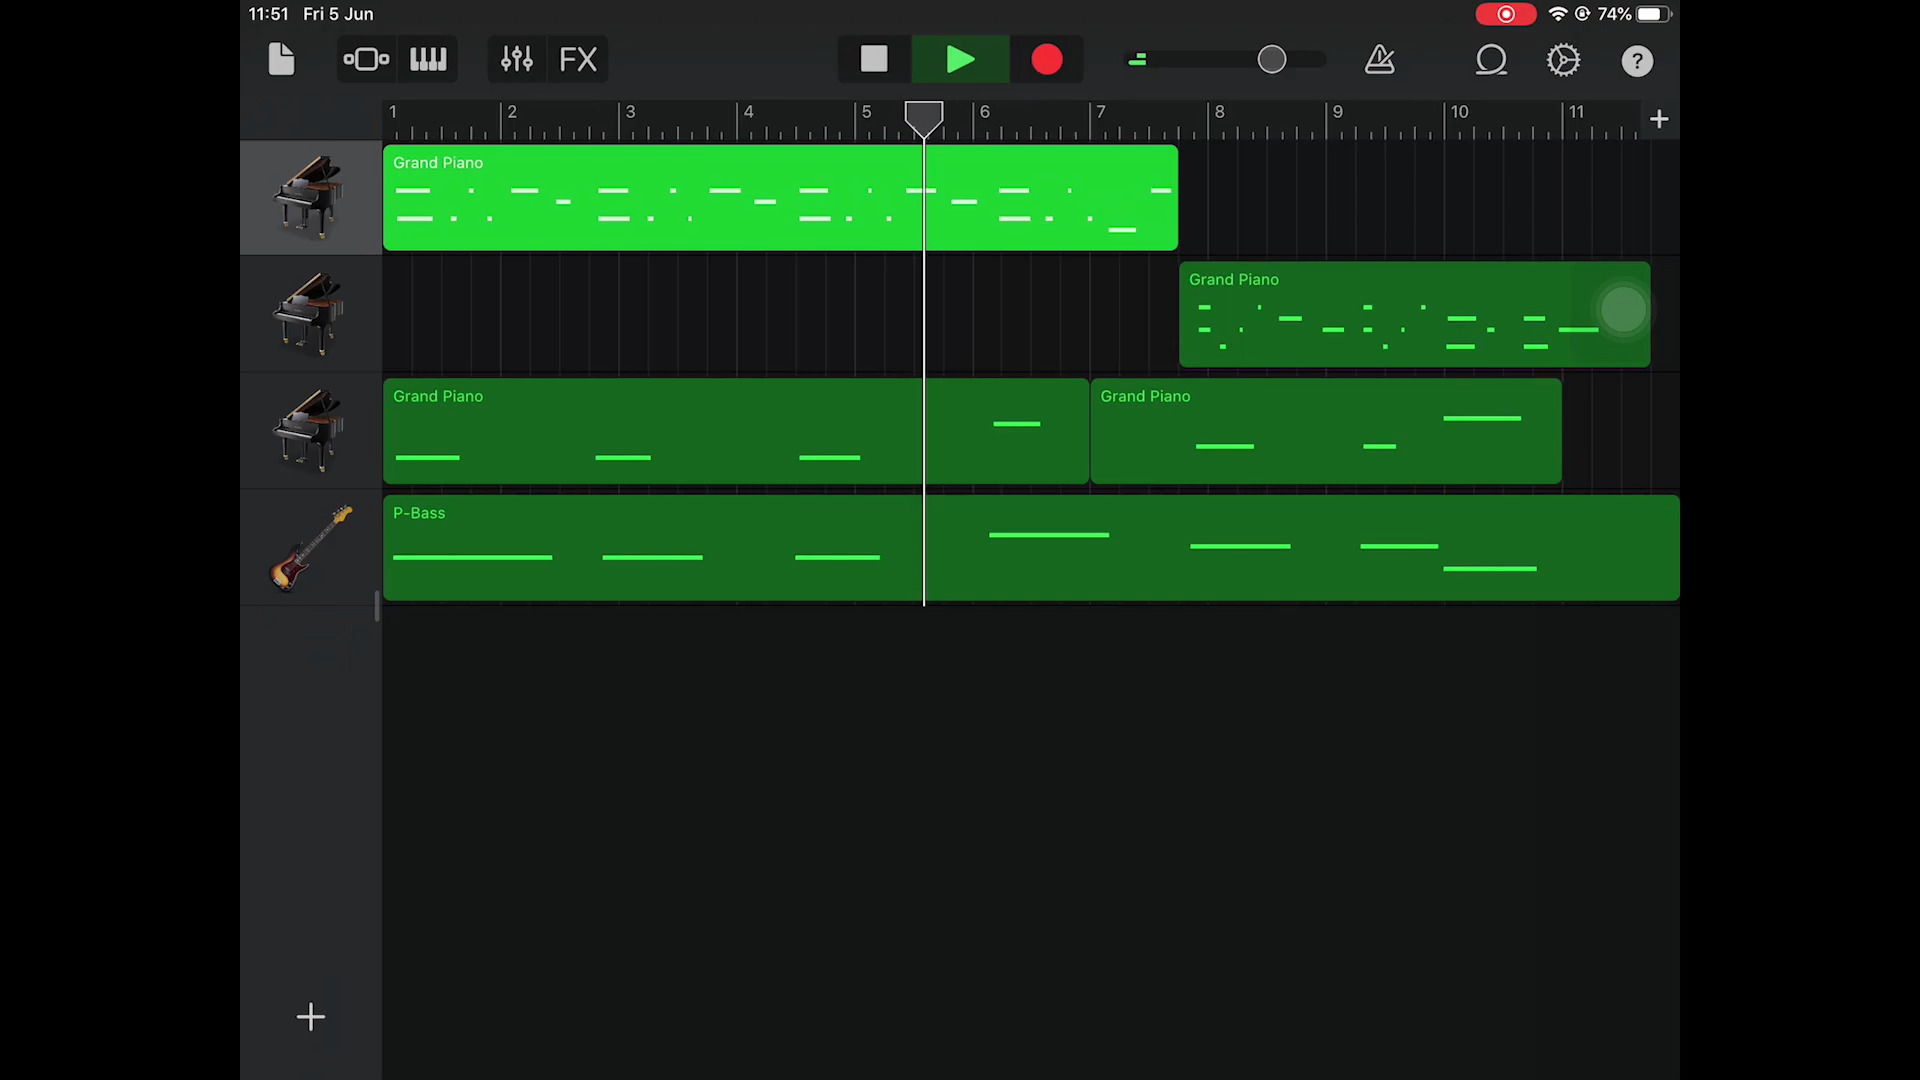 11:51 Fri 5 Jun 74%
FX ?
1 2 3 4 5 6 7 8 9 10 11 +
Grand Piano
Grand Piano
Grand Piano Grand Piano
P-Bass
+